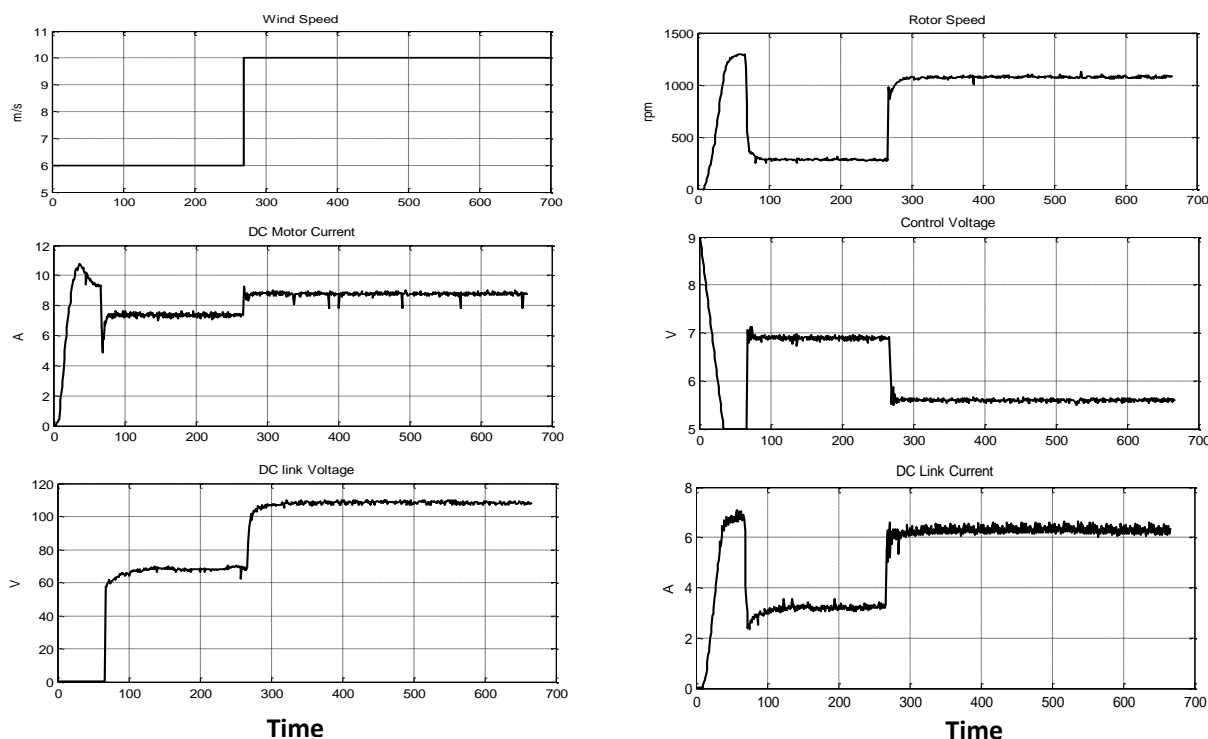 Wind Speed
11
10
9
8
7
6
5
m/s
0 100 200 300 400 500 600 700
Rotor Speed
1500
1000
500
0
rpm
0 100 200 300 400 500 600 700
DC Motor Current
12
10
8
6
4
2
0
A
0 100 200 300 400 500 600 700
Control Voltage
9
8
7
6
5
V
0 100 200 300 400 500 600 700
DC link Voltage
120
100
80
60
40
20
0
V
0 100 200 300 400 500 600 700
Time
DC Link Current
8
6
4
2
0
A
0 100 200 300 400 500 600 700
Time